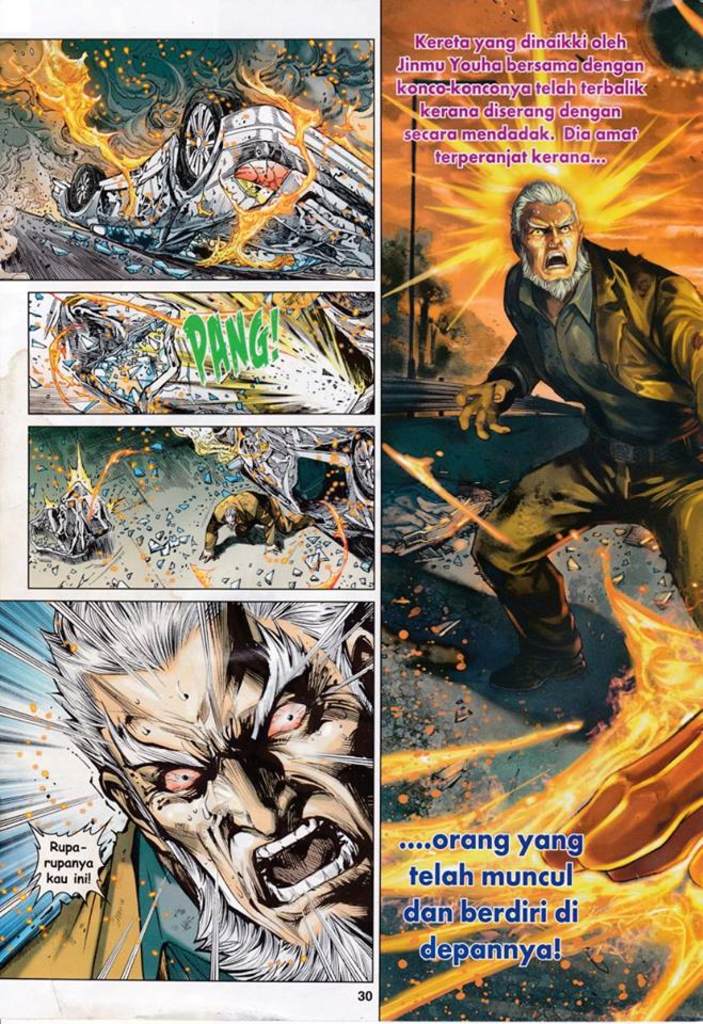 PANG!
Rupa-
rupanya
kau ini!
30
Kereta yang dinaikki oleh
Jinmu Youha bersama dengan
konco-konconya telah terbalik
kerana diserang dengan
secara mendadak. Dia amat
terperanjat kerana...
....orang yang
telah muncul
dan berdiri di
depannya!